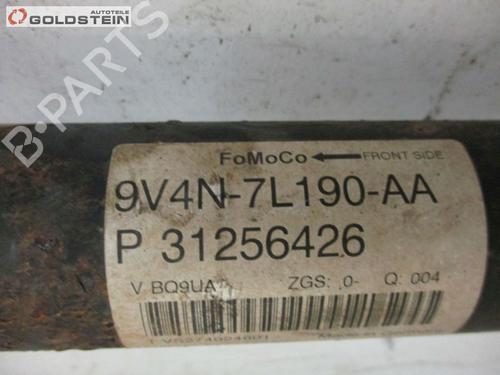 AUTOTEILE
GOLDSTEIN
B-PARTS
FoMoCo FRONT SIDE
9V4N-7L190-AA
P 31256426
V BQ9UA ZGS: ,0- Q: 004